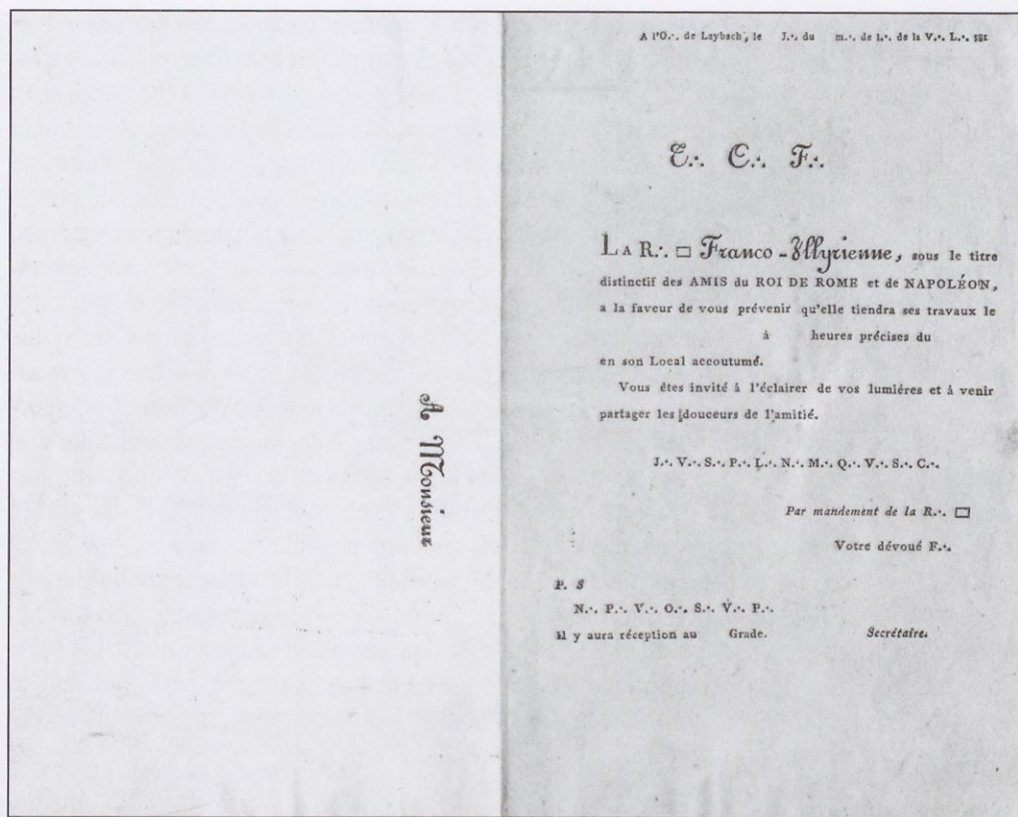 A l'O∴ de Laybach, le J∴ du m∴ de l∴ de la V∴ L∴ 581
T∴ C∴ F∴
LA R∴ ▭ Franco-Illyrienne, sous le titre
distinctif des AMIS du ROI DE ROME et de NAPOLÉON,
a la faveur de vous prévenir qu'elle tiendra ses travaux le
à heures précises du
en son Local accoutumé.
Vous êtes invité à l'éclairer de vos lumières et à venir
partager les douceurs de l'amitié.
J∴ V∴ S∴ P∴ L∴ N∴ M∴ Q∴ V∴ S∴ C∴
Par mandement de la R∴ ▭
Votre dévoué F∴
P. S
N∴ P∴ V∴ O∴ S∴ V∴ P∴
Il y aura réception au Grade. Secrétaire.
A Monsieur